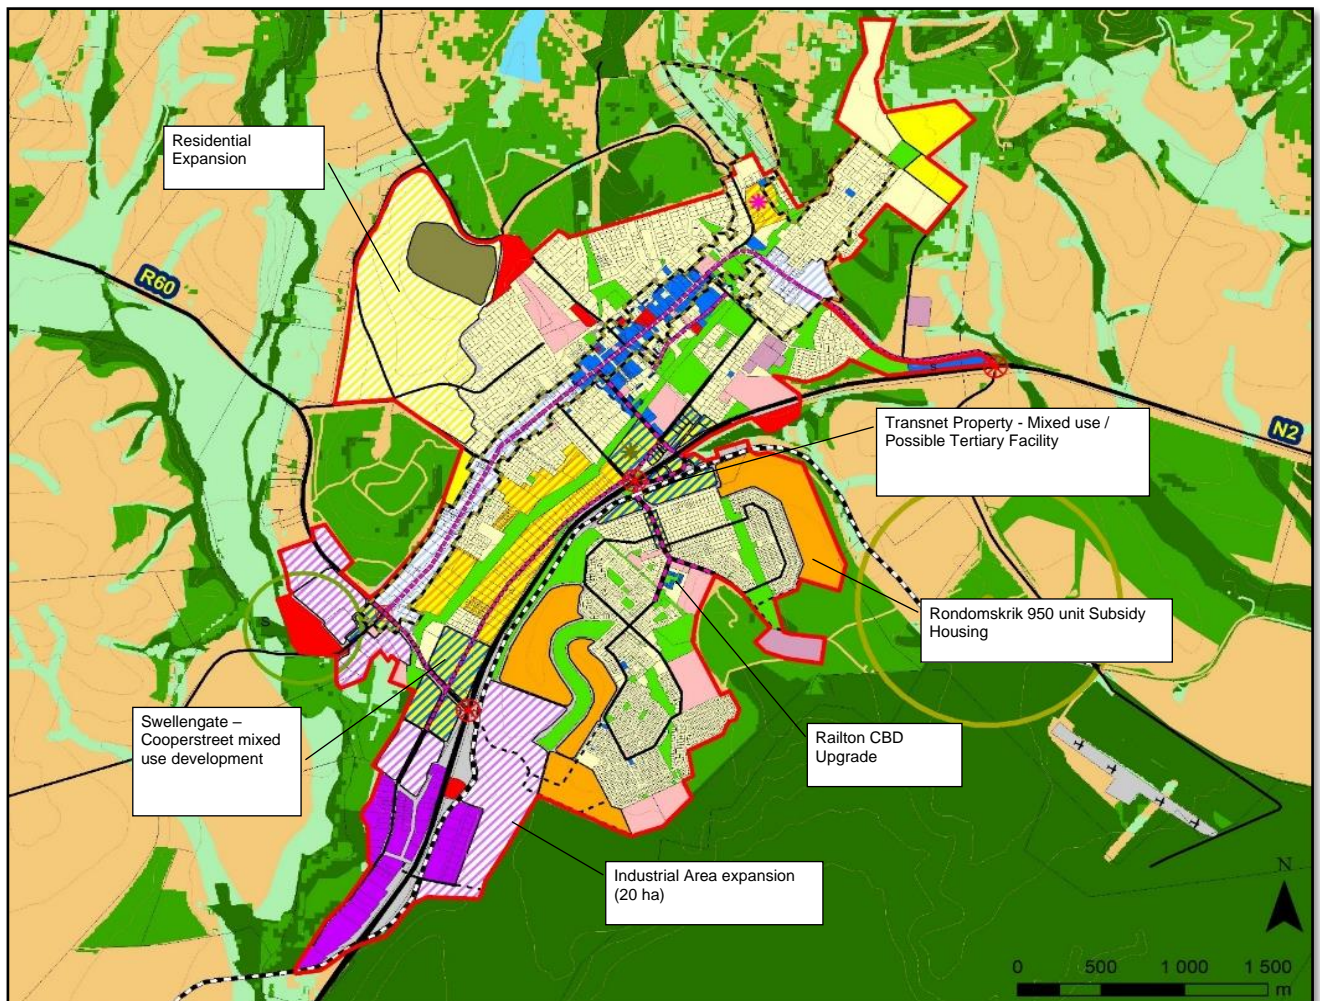 Residential
Expansion
R60
Transnet Property - Mixed use /
Possible Tertiary Facility
N2
Rondomskrik 950 unit Subsidy
Housing
Swellengate –
Cooperstreet mixed
use development
Railton CBD
Upgrade
Industrial Area expansion
(20 ha)
N
0 500 1 000 1 500
m